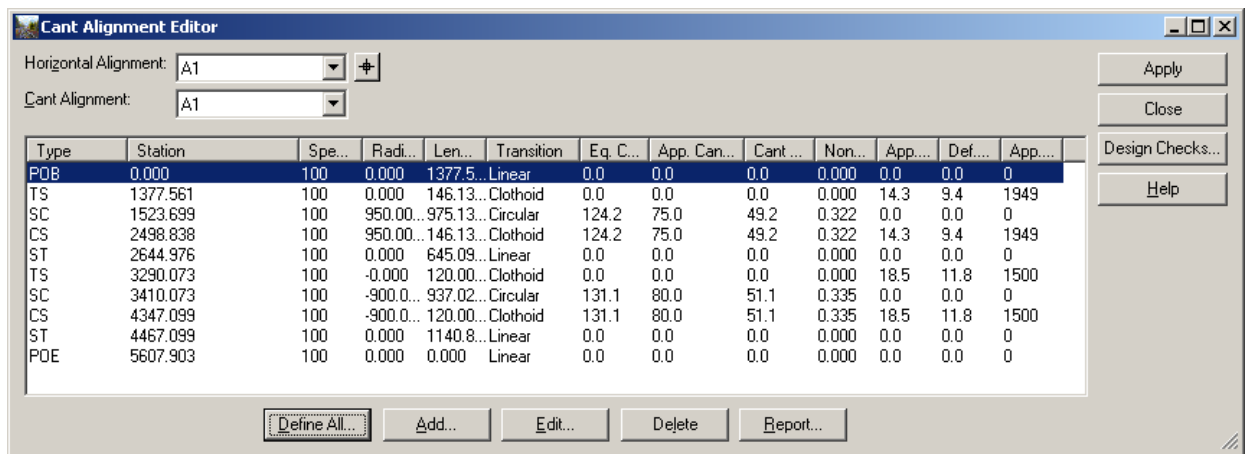 Cant Alignment Editor
Horizontal Alignment: A1
Apply
Cant Alignment: A1
Close
Type Station Spe... Radi... Len... Transition Eq. C... App. Can... Cant ... Non... App.... Def.... App....
Design Checks...
POB 0.000 100 0.000 1377.5... Linear 0.0 0.0 0.0 0.000 0.0 0.0 0
TS 1377.561 100 0.000 146.13... Clothoid 0.0 0.0 0.0 0.000 14.3 9.4 1949
Help
SC 1523.699 100 950.00... 975.13... Circular 124.2 75.0 49.2 0.322 0.0 0.0 0
CS 2498.838 100 950.00... 146.13... Clothoid 124.2 75.0 49.2 0.322 14.3 9.4 1949
ST 2644.976 100 0.000 645.09... Linear 0.0 0.0 0.0 0.000 0.0 0.0 0
TS 3290.073 100 -0.000 120.00... Clothoid 0.0 0.0 0.0 0.000 18.5 11.8 1500
SC 3410.073 100 -900.0... 937.02... Circular 131.1 80.0 51.1 0.335 0.0 0.0 0
CS 4347.099 100 -900.0... 120.00... Clothoid 131.1 80.0 51.1 0.335 18.5 11.8 1500
ST 4467.099 100 0.000 1140.8... Linear 0.0 0.0 0.0 0.000 0.0 0.0 0
POE 5607.903 100 0.000 0.000 Linear 0.0 0.0 0.0 0.000 0.0 0.0 0
Define All... Add... Edit... Delete Report...